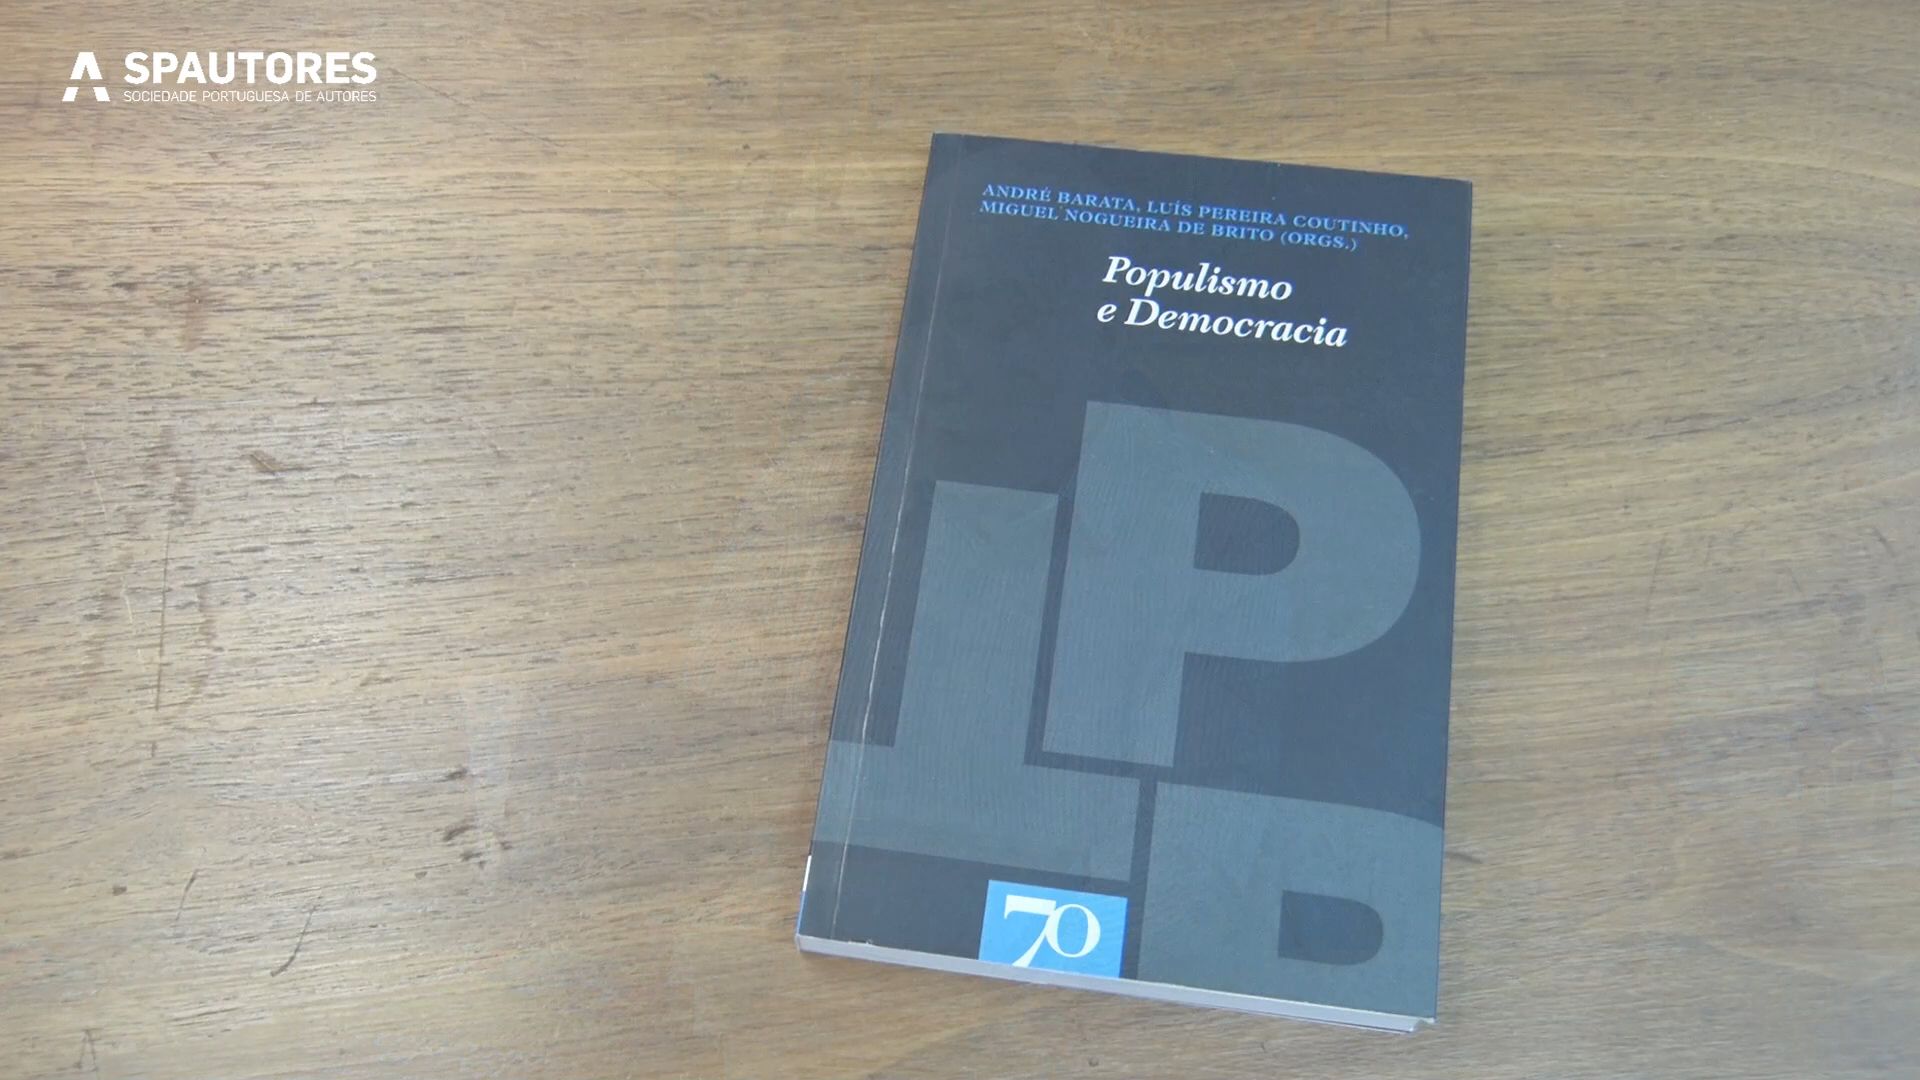 SPAUTORES
SOCIEDADE PORTUGUESA DE AUTORES
ANDRÉ BARATA, LUÍS PEREIRA COUTINHO,
MIGUEL NOGUEIRA DE BRITO (ORGS.)
Populismo
e Democracia
70